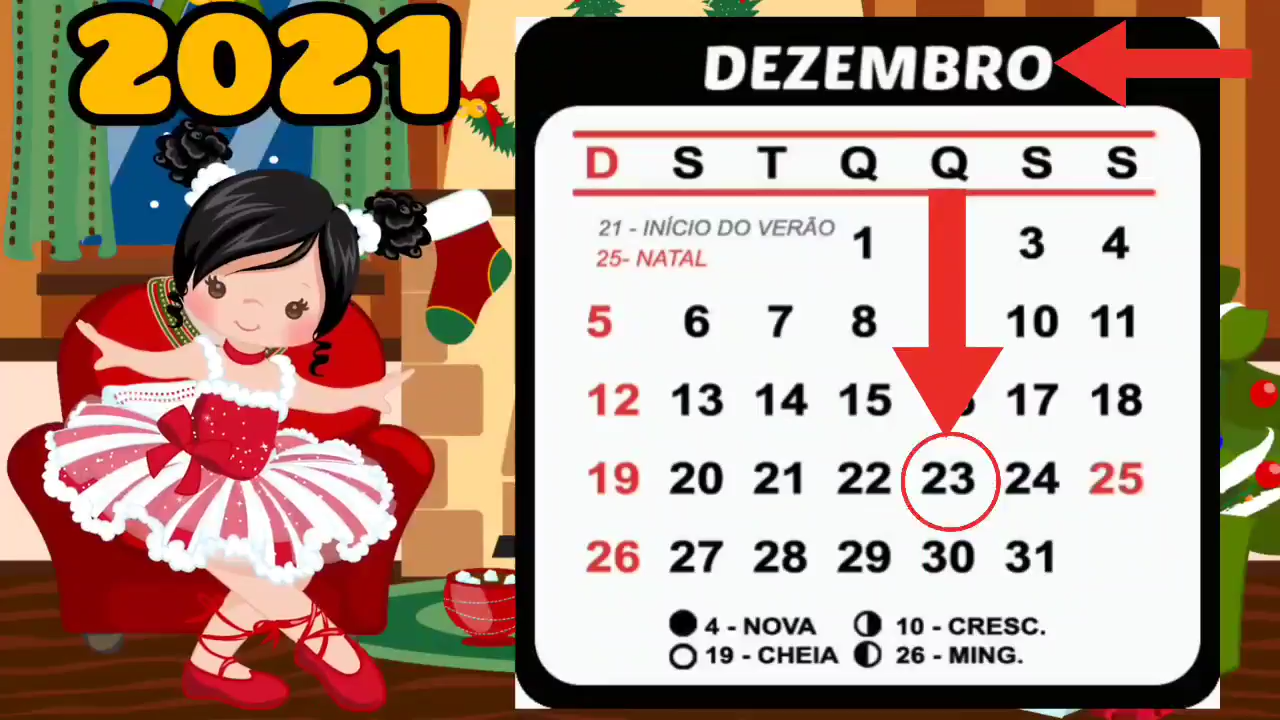 2021
DEZEMBRO
D S T Q Q S S
21 - INÍCIO DO VERÃO
25- NATAL
1 3 4
5 6 7 8 10 11
12 13 14 15 17 18
19 20 21 22 23 24 25
26 27 28 29 30 31
4 - NOVA 10 - CRESC.
19 - CHEIA 26 - MING.